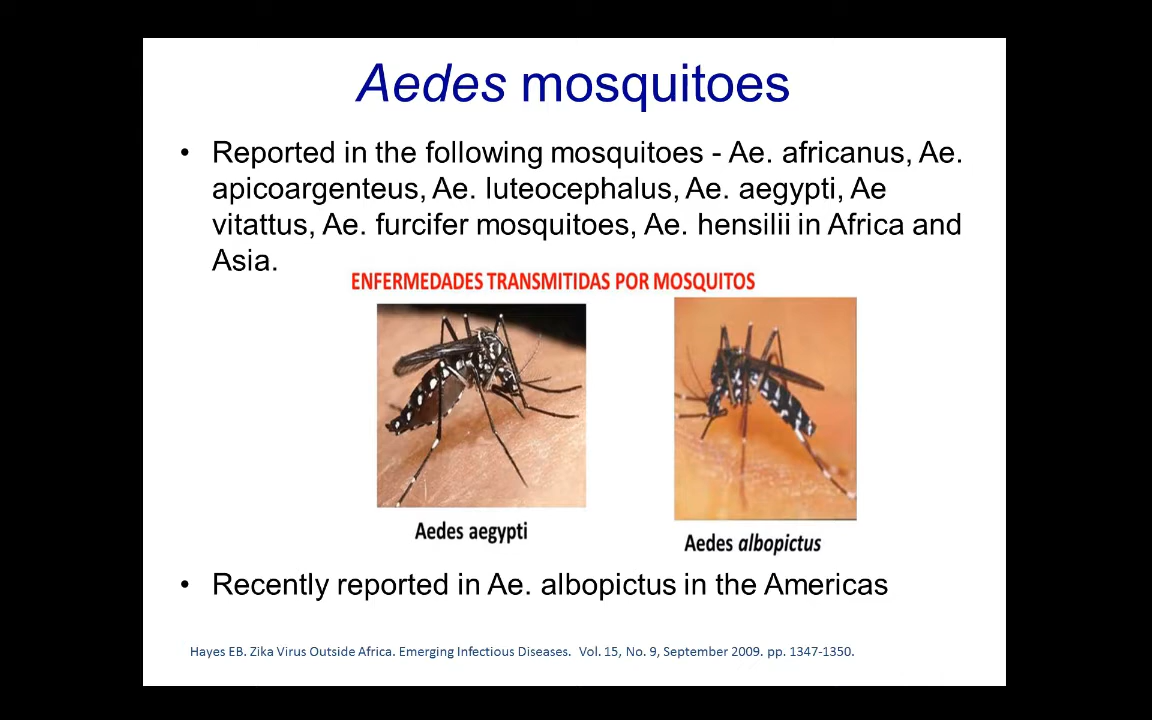 Aedes mosquitoes
• Reported in the following mosquitoes - Ae. africanus, Ae.
apicoargenteus, Ae. luteocephalus, Ae. aegypti, Ae
vitattus, Ae. furcifer mosquitoes, Ae. hensilii in Africa and
Asia.
ENFERMEDADES TRANSMITIDAS POR MOSQUITOS
Aedes aegypti
Aedes albopictus
• Recently reported in Ae. albopictus in the Americas
Hayes EB. Zika Virus Outside Africa. Emerging Infectious Diseases. Vol. 15, No. 9, September 2009. pp. 1347-1350.